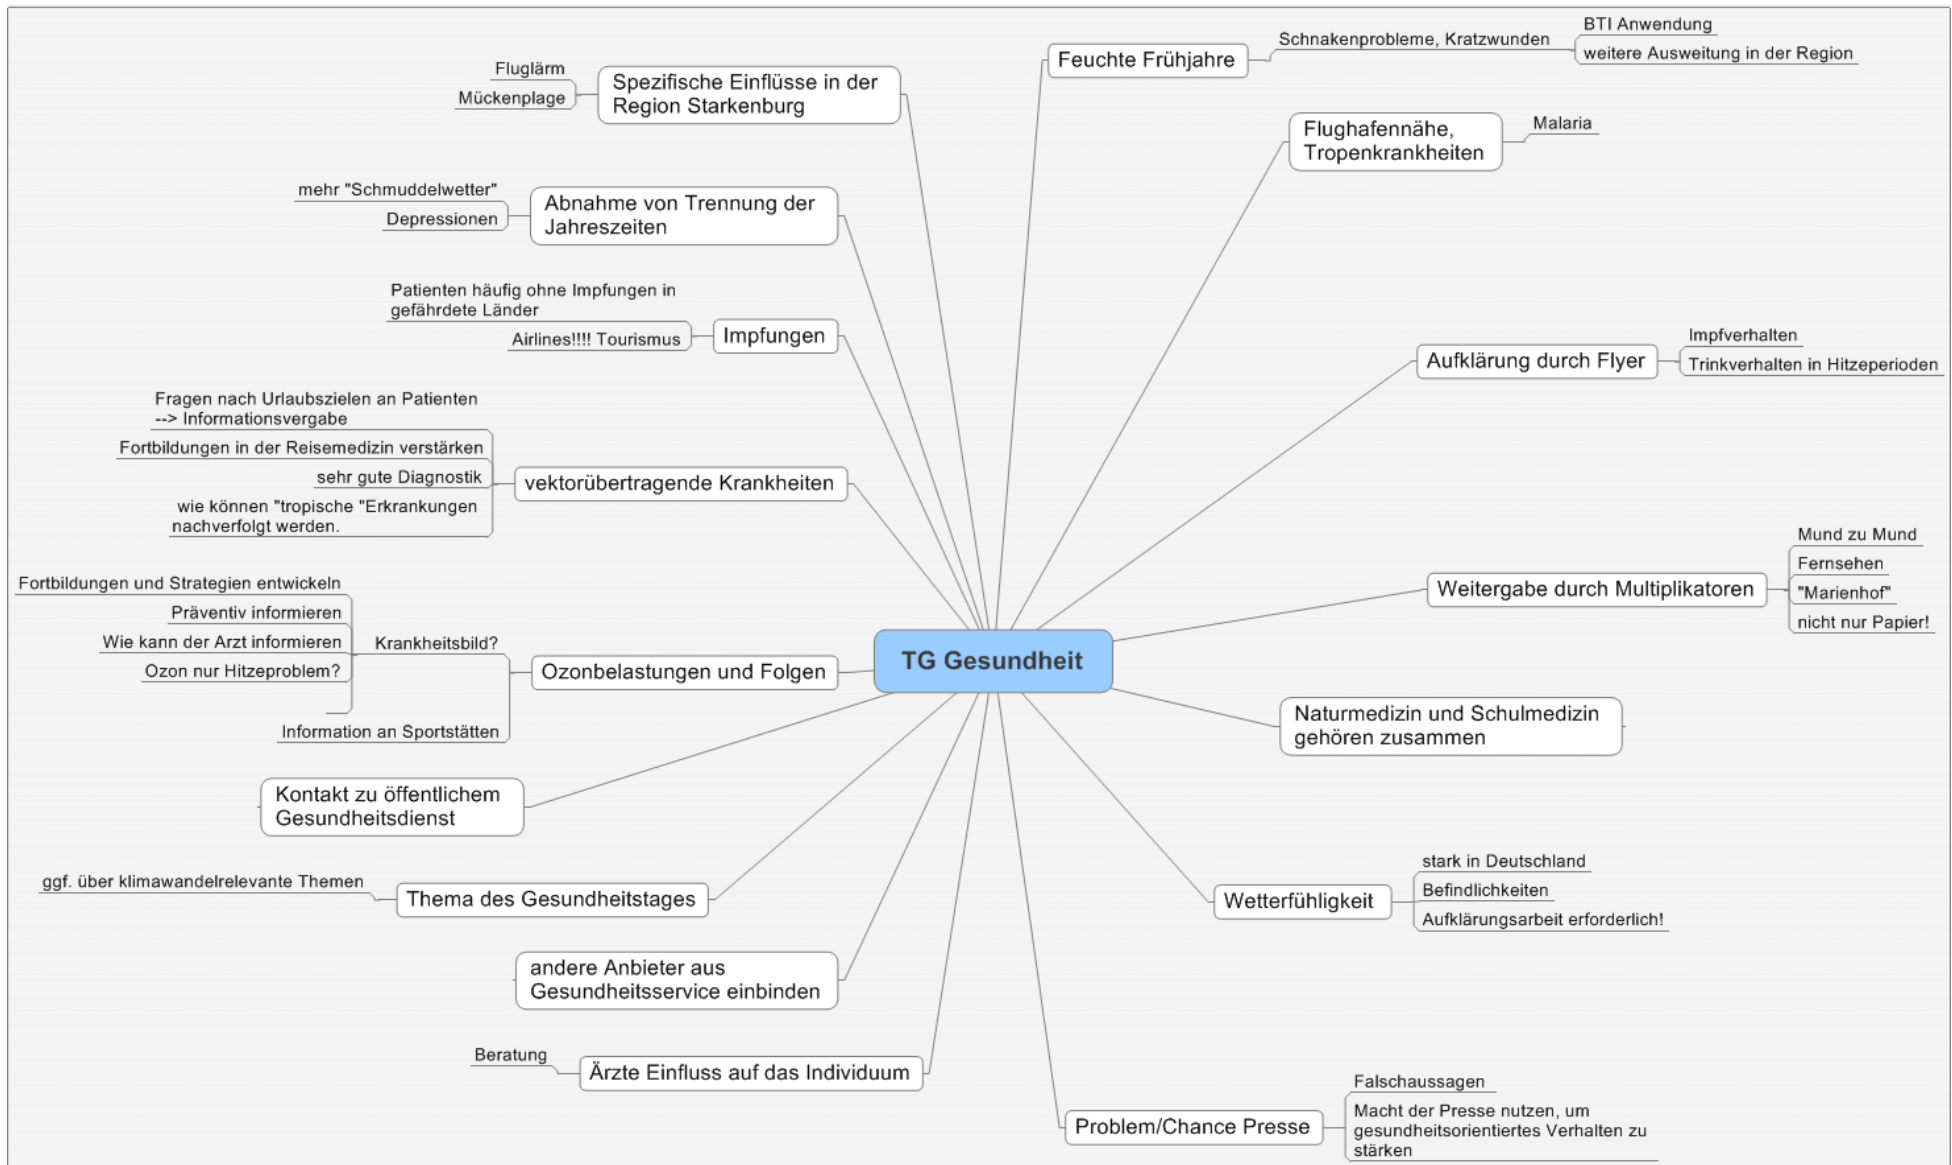 TG Gesundheit
Feuchte Frühjahre
Schnakenprobleme, Kratzwunden
BTI Anwendung
weitere Ausweitung in der Region
Flughafennähe,
Tropenkrankheiten
Malaria
Aufklärung durch Flyer
Impfverhalten
Trinkverhalten in Hitzeperioden
Weitergabe durch Multiplikatoren
Mund zu Mund
Fernsehen
"Marienhof"
nicht nur Papier!
Naturmedizin und Schulmedizin
gehören zusammen
Wetterfühligkeit
stark in Deutschland
Befindlichkeiten
Aufklärungsarbeit erforderlich!
Problem/Chance Presse
Falschaussagen
Macht der Presse nutzen, um
gesundheitsorientiertes Verhalten zu
stärken
Spezifische Einflüsse in der
Region Starkenburg
Fluglärm
Mückenplage
Abnahme von Trennung der
Jahreszeiten
mehr "Schmuddelwetter"
Depressionen
Impfungen
Patienten häufig ohne Impfungen in
gefährdete Länder
Airlines!!!! Tourismus
vektorübertragende Krankheiten
Fragen nach Urlaubszielen an Patienten
--> Informationsvergabe
Fortbildungen in der Reisemedizin verstärken
sehr gute Diagnostik
wie können "tropische "Erkrankungen
nachverfolgt werden.
Ozonbelastungen und Folgen
Krankheitsbild?
Fortbildungen und Strategien entwickeln
Präventiv informieren
Wie kann der Arzt informieren
Ozon nur Hitzeproblem?
Information an Sportstätten
Kontakt zu öffentlichem
Gesundheitsdienst
Thema des Gesundheitstages
ggf. über klimawandelrelevante Themen
andere Anbieter aus
Gesundheitsservice einbinden
Ärzte Einfluss auf das Individuum
Beratung